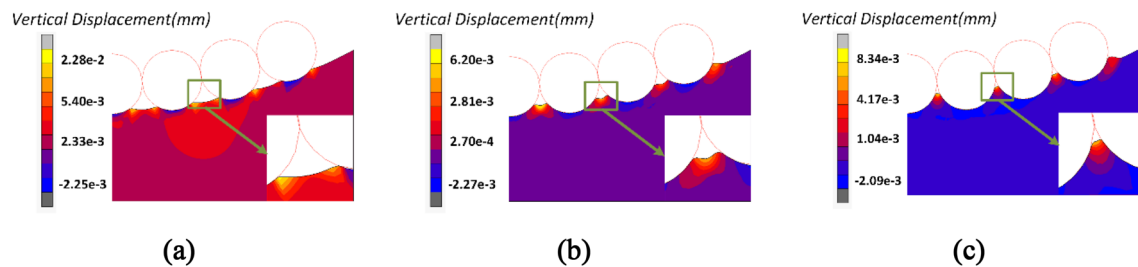 Vertical Displacement(mm)
2.28e-2
5.40e-3
2.33e-3
-2.25e-3
(a)
Vertical Displacement(mm)
6.20e-3
2.81e-3
2.70e-4
-2.27e-3
(b)
Vertical Displacement(mm)
8.34e-3
4.17e-3
1.04e-3
-2.09e-3
(c)